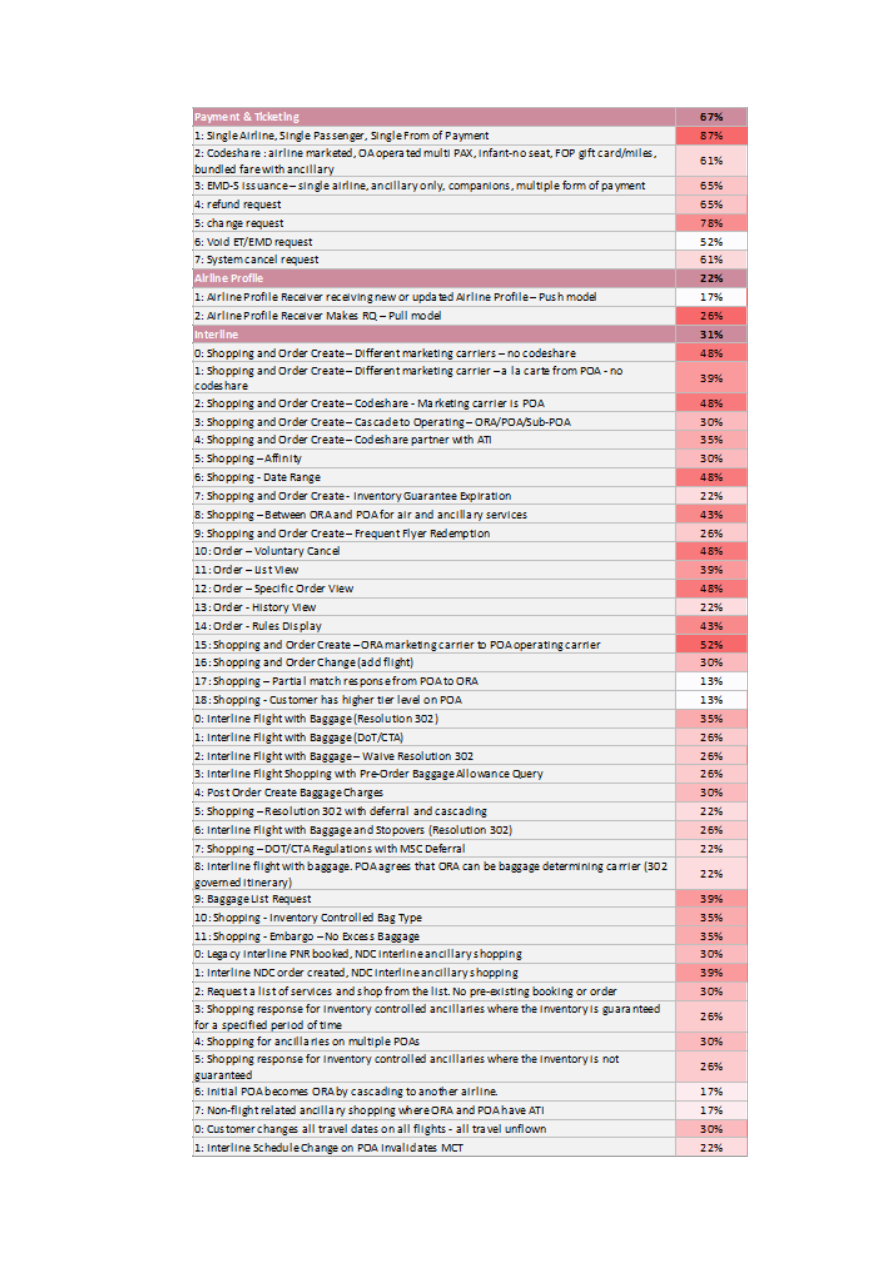 Payment & Ticketing 67%
1: Single Airline, Single Passenger, Single From of Payment 87%
2: Codeshare : airline marketed, OA operated multi PAX, infant-no seat, FOP gift card/miles,
bundled fare with ancillary 61%
3: EMD-S issuance – single airline, ancillary only, companions, multiple form of payment 65%
4: refund request 65%
5: change request 78%
6: Void ET/EMD request 52%
7: System cancel request 61%
Airline Profile 22%
1: Airline Profile Receiver receiving new or updated Airline Profile – Push model 17%
2: Airline Profile Receiver Makes RQ – Pull model 26%
Interline 31%
0: Shopping and Order Create – Different marketing carriers – no codeshare 48%
1: Shopping and Order Create – Different marketing carrier – a la carte from POA - no
codeshare 39%
2: Shopping and Order Create – Codeshare - Marketing carrier is POA 48%
3: Shopping and Order Create – Cascade to Operating – ORA/POA/Sub-POA 30%
4: Shopping and Order Create – Codeshare partner with ATI 35%
5: Shopping – Affinity 30%
6: Shopping - Date Range 48%
7: Shopping and Order Create - Inventory Guarantee Expiration 22%
8: Shopping – Between ORA and POA for air and ancillary services 43%
9: Shopping and Order Create – Frequent Flyer Redemption 26%
10: Order – Voluntary Cancel 48%
11: Order – List View 39%
12: Order – Specific Order View 48%
13: Order - History View 22%
14: Order - Rules Display 43%
15: Shopping and Order Create – ORA marketing carrier to POA operating carrier 52%
16: Shopping and Order Change (add flight) 30%
17: Shopping – Partial match response from POA to ORA 13%
18: Shopping - Customer has higher tier level on POA 13%
0: Interline Flight with Baggage (Resolution 302) 35%
1: Interline Flight with Baggage (DoT/CTA) 26%
2: Interline Flight with Baggage – Waive Resolution 302 26%
3: Interline Flight Shopping with Pre-Order Baggage Allowance Query 26%
4: Post Order Create Baggage Charges 30%
5: Shopping – Resolution 302 with deferral and cascading 22%
6: Interline Flight with Baggage and Stopovers (Resolution 302) 26%
7: Shopping – DOT/CTA Regulations with MSC Deferral 22%
8: Interline flight with baggage. POA agrees that ORA can be baggage determining carrier (302
governed itinerary) 22%
9: Baggage List Request 39%
10: Shopping - Inventory Controlled Bag Type 35%
11: Shopping - Embargo – No Excess Baggage 35%
0: Legacy interline PNR booked, NDC interline ancillary shopping 30%
1: Interline NDC order created, NDC interline ancillary shopping 39%
2: Request a list of services and shop from the list. No pre-existing booking or order 30%
3: Shopping response for inventory controlled ancillaries where the inventory is guaranteed
for a specified period of time 26%
4: Shopping for ancillaries on multiple POAs 30%
5: Shopping response for inventory controlled ancillaries where the inventory is not
guaranteed 26%
6: Initial POA becomes ORA by cascading to another airline. 17%
7: Non-flight related ancillary shopping where ORA and POA have ATI 17%
0: Customer changes all travel dates on all flights - all travel unflown 30%
1: Interline Schedule Change on POA invalidates MCT 22%